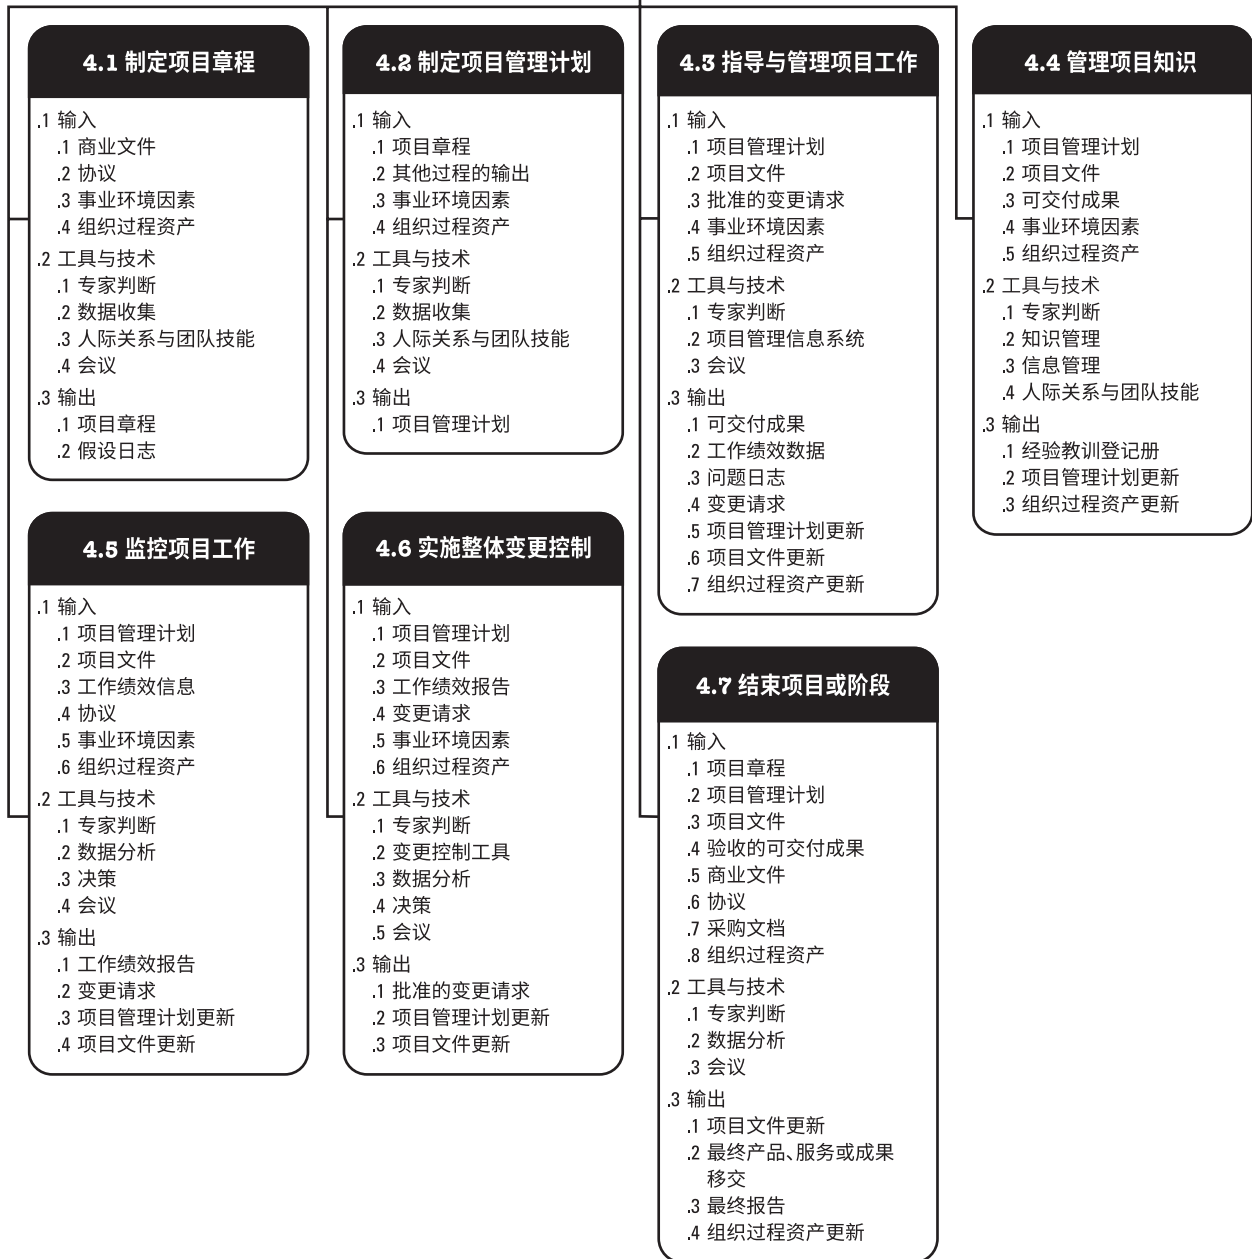 4.1 制定项目章程
.1 输入
.1 商业文件
.2 协议
.3 事业环境因素
.4 组织过程资产
.2 工具与技术
.1 专家判断
.2 数据收集
.3 人际关系与团队技能
.4 会议
.3 输出
.1 项目章程
.2 假设日志
4.2 制定项目管理计划
.1 输入
.1 项目章程
.2 其他过程的输出
.3 事业环境因素
.4 组织过程资产
.2 工具与技术
.1 专家判断
.2 数据收集
.3 人际关系与团队技能
.4 会议
.3 输出
.1 项目管理计划
4.3 指导与管理项目工作
.1 输入
.1 项目管理计划
.2 项目文件
.3 批准的变更请求
.4 事业环境因素
.5 组织过程资产
.2 工具与技术
.1 专家判断
.2 项目管理信息系统
.3 会议
.3 输出
.1 可交付成果
.2 工作绩效数据
.3 问题日志
.4 变更请求
.5 项目管理计划更新
.6 项目文件更新
.7 组织过程资产更新
4.4 管理项目知识
.1 输入
.1 项目管理计划
.2 项目文件
.3 可交付成果
.4 事业环境因素
.5 组织过程资产
.2 工具与技术
.1 专家判断
.2 知识管理
.3 信息管理
.4 人际关系与团队技能
.3 输出
.1 经验教训登记册
.2 项目管理计划更新
.3 组织过程资产更新
4.5 监控项目工作
.1 输入
.1 项目管理计划
.2 项目文件
.3 工作绩效信息
.4 协议
.5 事业环境因素
.6 组织过程资产
.2 工具与技术
.1 专家判断
.2 数据分析
.3 决策
.4 会议
.3 输出
.1 工作绩效报告
.2 变更请求
.3 项目管理计划更新
.4 项目文件更新
4.6 实施整体变更控制
.1 输入
.1 项目管理计划
.2 项目文件
.3 工作绩效报告
.4 变更请求
.5 事业环境因素
.6 组织过程资产
.2 工具与技术
.1 专家判断
.2 变更控制工具
.3 数据分析
.4 决策
.5 会议
.3 输出
.1 批准的变更请求
.2 项目管理计划更新
.3 项目文件更新
4.7 结束项目或阶段
.1 输入
.1 项目章程
.2 项目管理计划
.3 项目文件
.4 验收的可交付成果
.5 商业文件
.6 协议
.7 采购文档
.8 组织过程资产
.2 工具与技术
.1 专家判断
.2 数据分析
.3 会议
.3 输出
.1 项目文件更新
.2 最终产品、服务或成果
移交
.3 最终报告
.4 组织过程资产更新